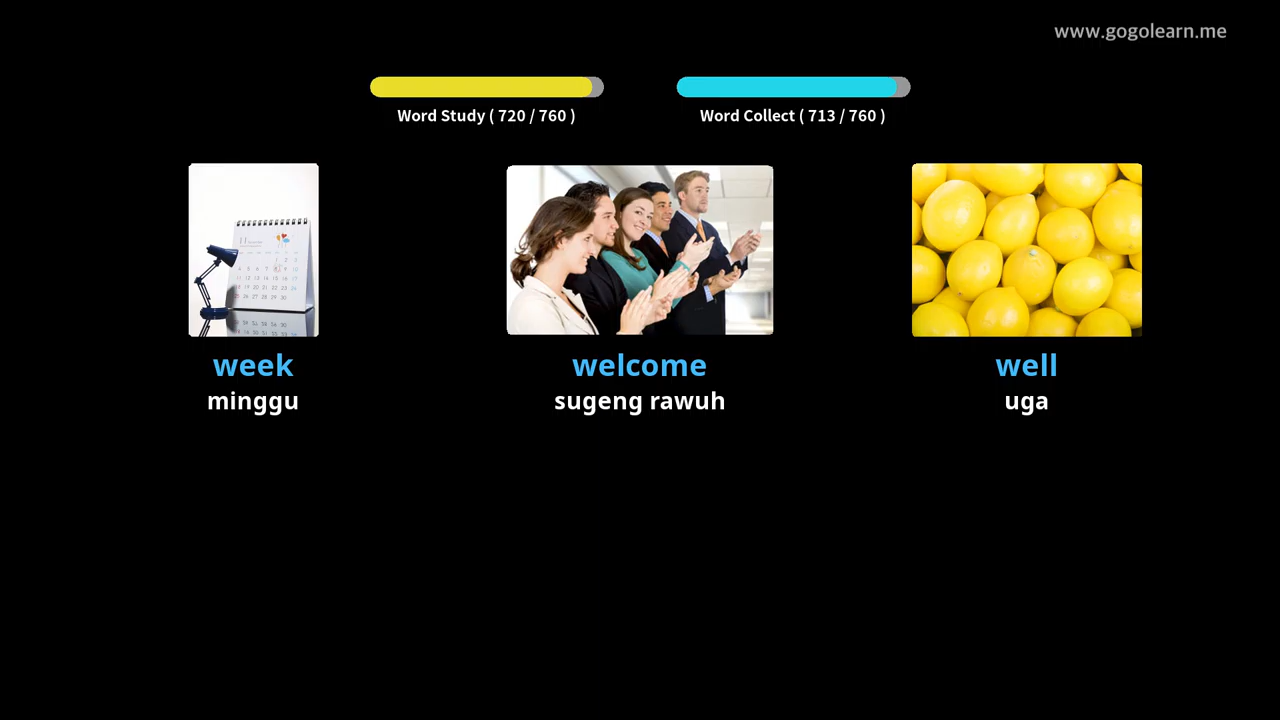 www.gogolearn.me
Word Study ( 720 / 760 )
Word Collect ( 713 / 760 )
week
welcome
well
minggu
sugeng rawuh
uga